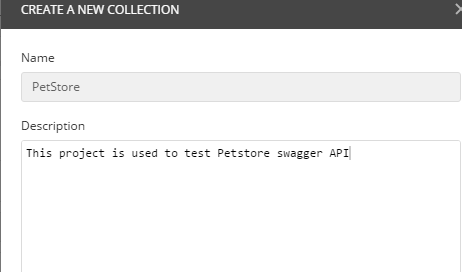 CREATE A NEW COLLECTION
Name
PetStore
Description
This project is used to test Petstore swagger API